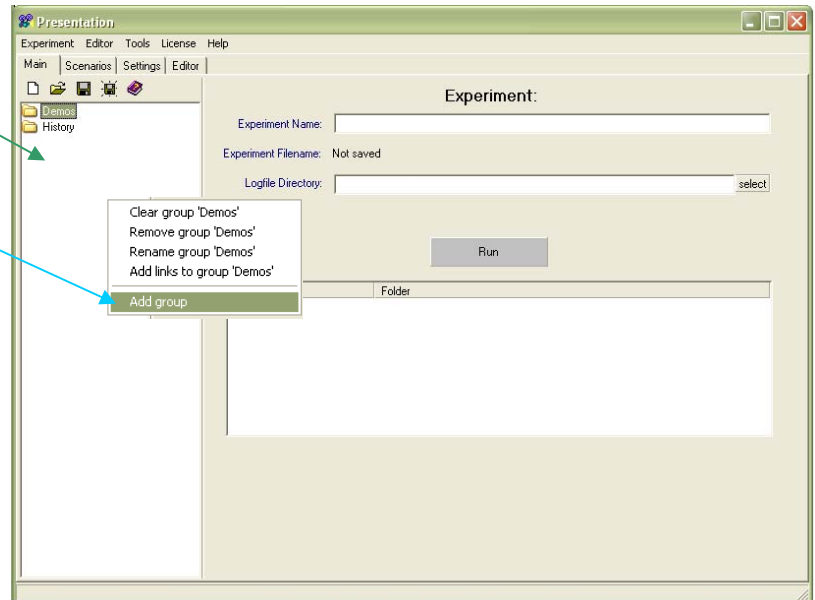 Presentation
Experiment Editor Tools License Help
Main Scenarios Settings Editor
Demos
History
Experiment:
Experiment Name:
Experiment Filename: Not saved
Logfile Directory: select
Clear group 'Demos'
Remove group 'Demos'
Rename group 'Demos'
Add links to group 'Demos'
Add group
Run
Folder